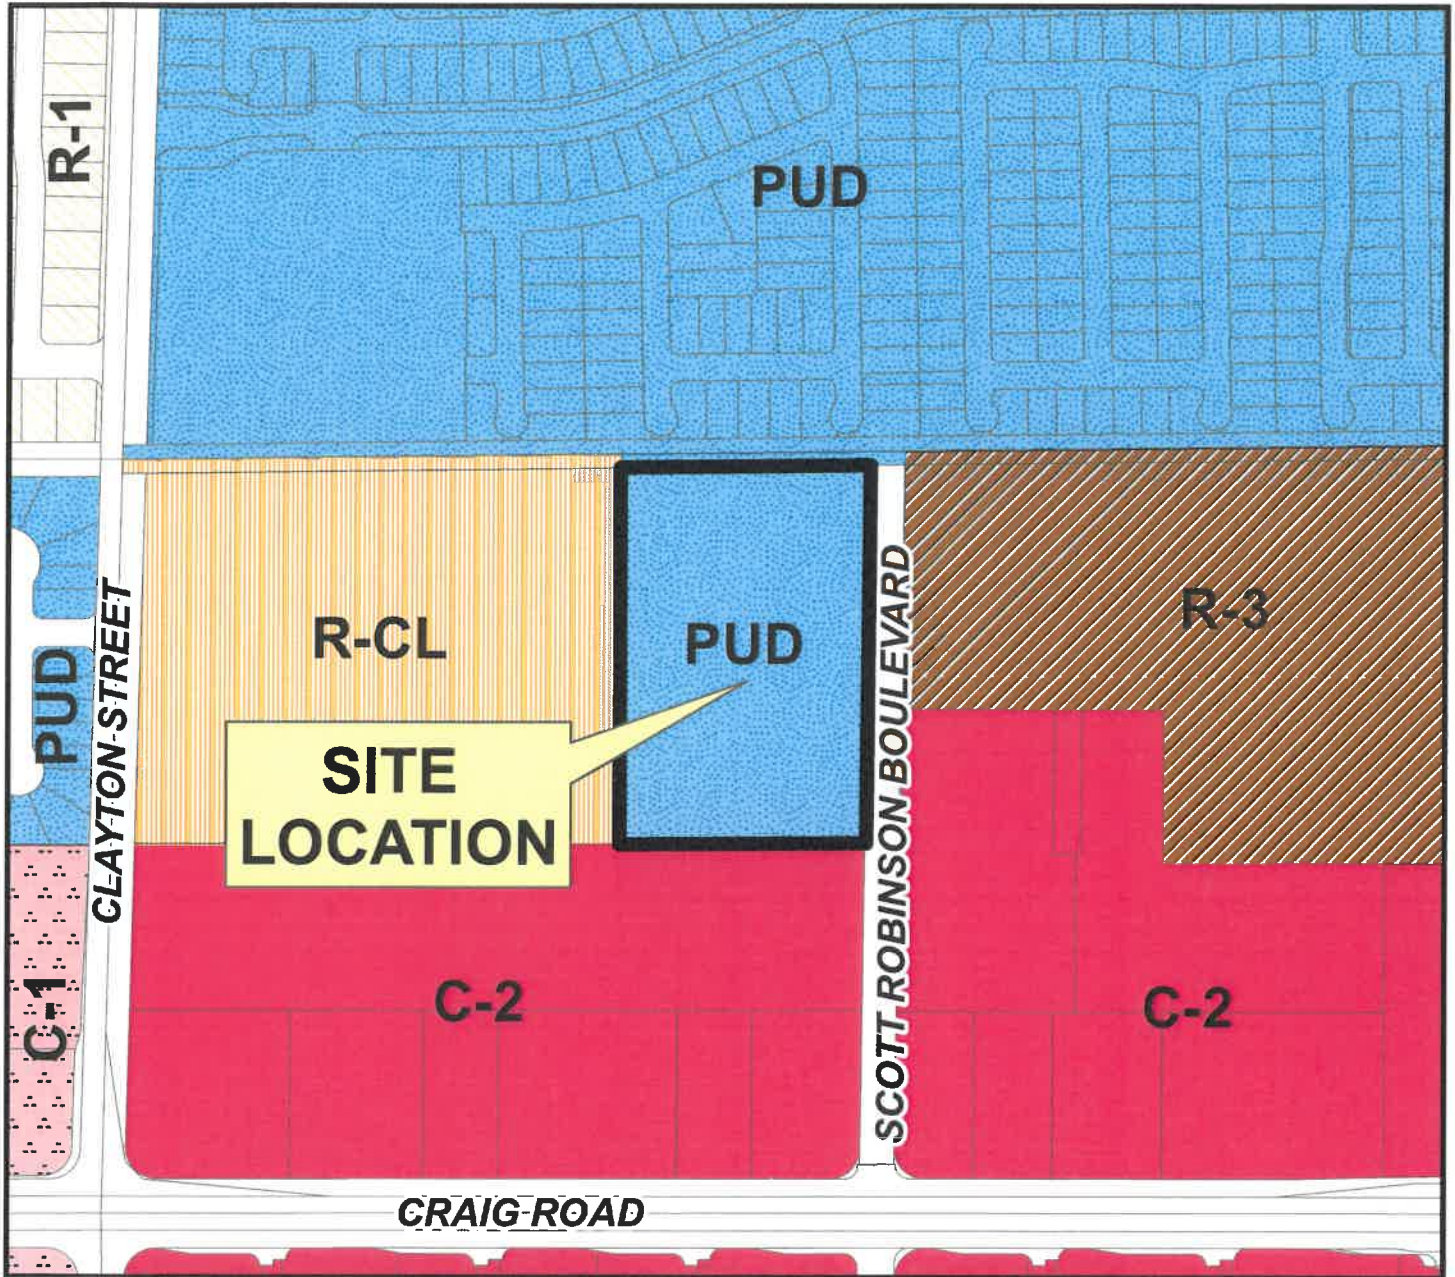 R-1
PUD
R-CL
PUD
R-3
PUD
CLAYTON STREET
SITE
LOCATION
SCOTT ROBINSON BOULEVARD
C-1
C-2
C-2
CRAIG ROAD